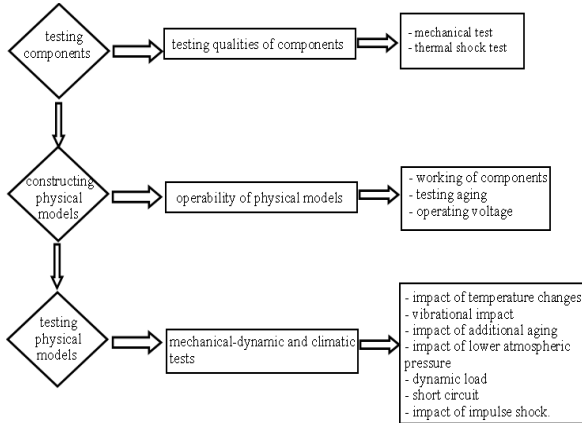 testing
components
testing qualities of components
- mechanical test
- thermal shock test
constructing
physical
models
operability of physical models
- working of components
- testing aging
- operating voltage
testing
physical
models
mechanical-dynamic and climatic
tests
- impact of temperature changes
- vibrational impact
- impact of additional aging
- impact of lower atmospheric
pressure
- dynamic load
- short circuit
- impact of impulse shock.